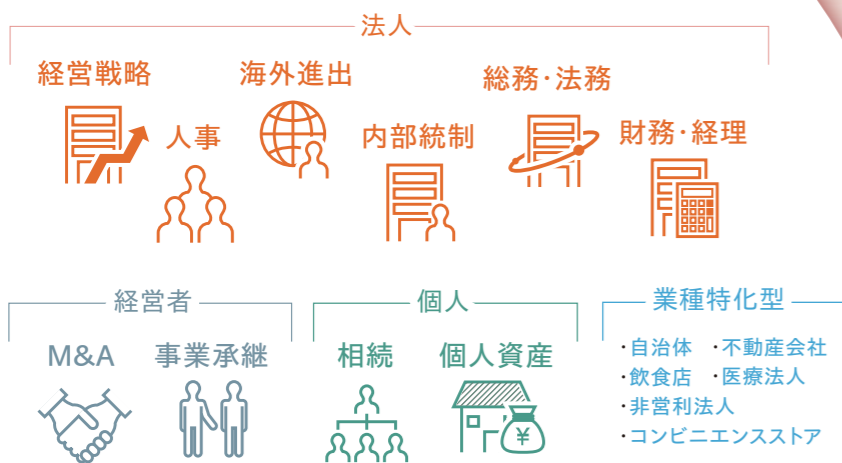 法人
経営戦略
海外進出
総務・法務
人事
内部統制
財務・経理
経営者
M&A
事業承継
個人
相続
個人資産
¥
業種特化型
・自治体 ・不動産会社
・飲食店 ・医療法人
・非営利法人
・コンビニエンスストア